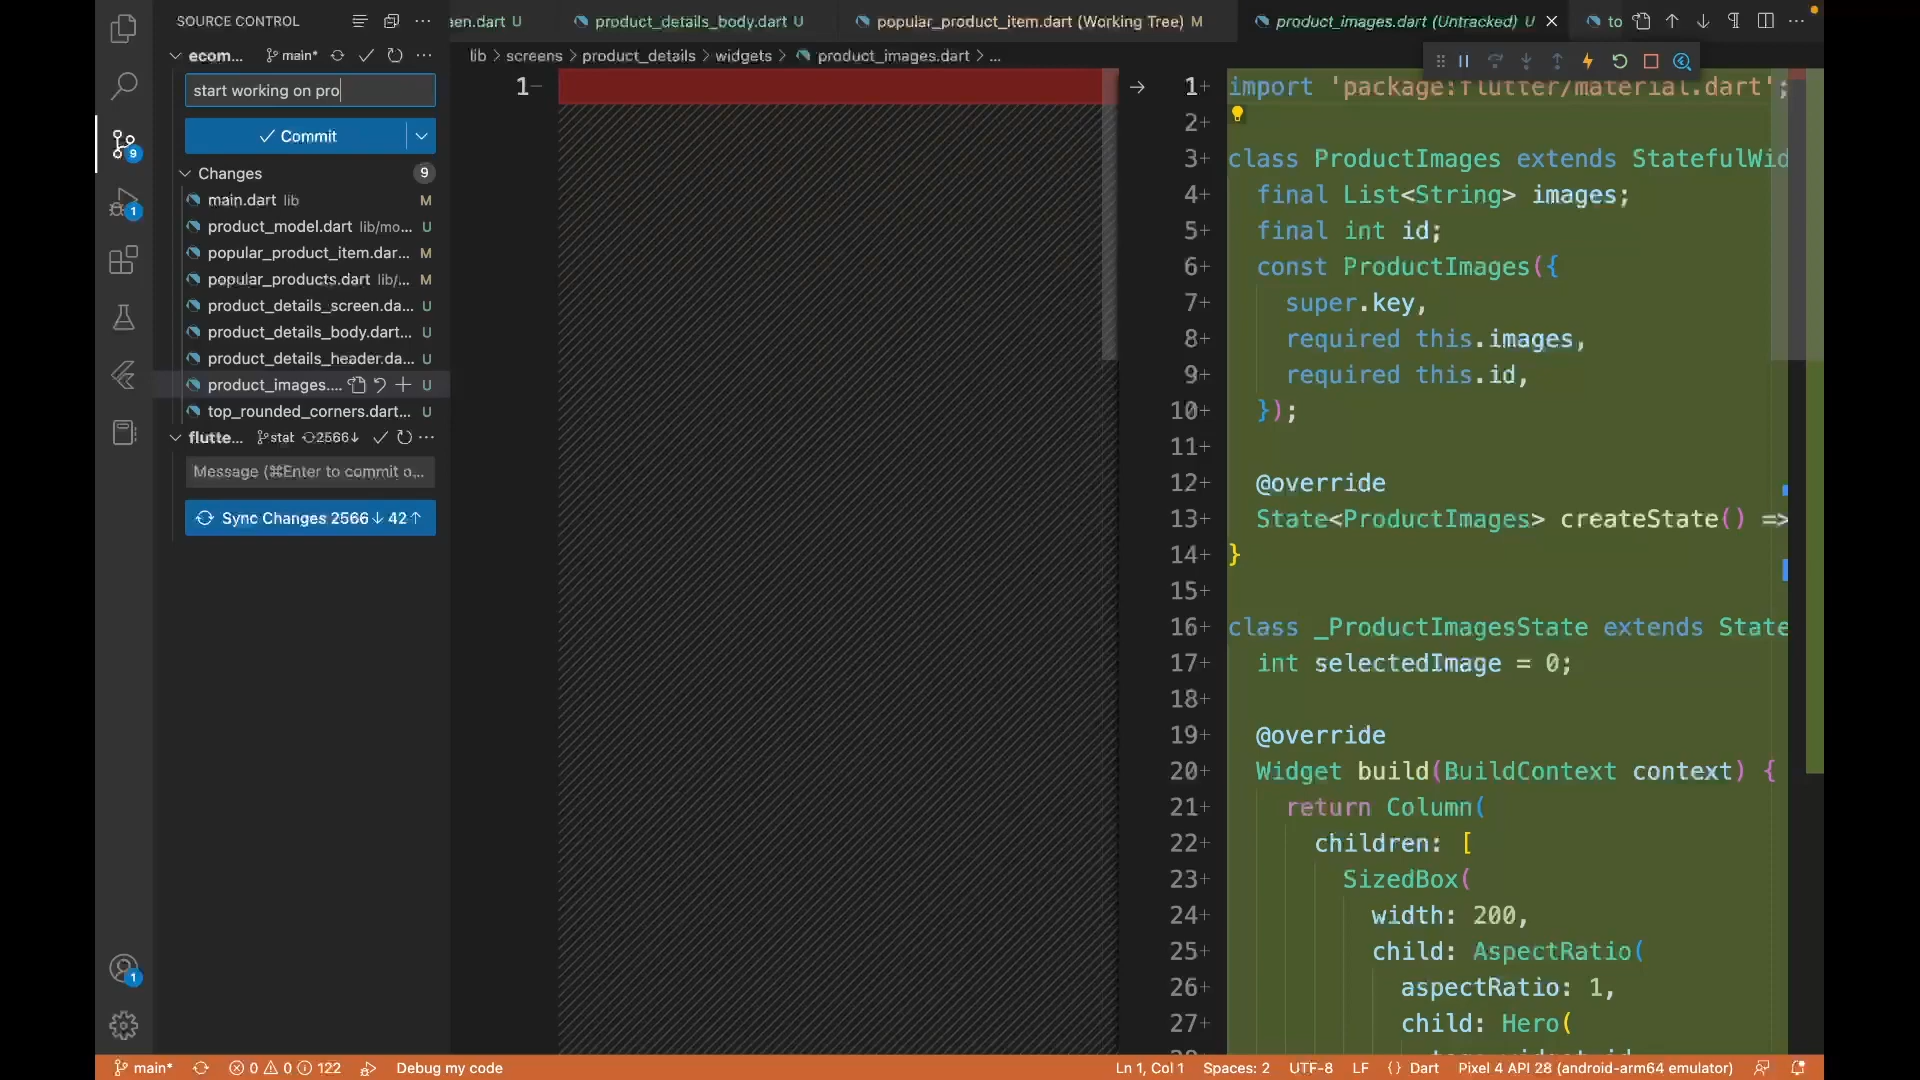 SOURCE CONTROL
ecom...
main*
start working on pro
Commit
Changes
9
main.dart lib M
product_model.dart lib/mo... U
popular_product_item.dar... M
popular_products.dart lib/... M
product_details_screen.da... U
product_details_body.dart... U
product_details_header.da... U
product_images.... U
top_rounded_corners.dart... U
flutte...
stat 2566↓
Message (⌘Enter to commit o...
Sync Changes 2566↓ 42↑
9
1
1
een.dart U
product_details_body.dart U
popular_product_item.dart (Working Tree) M
product_images.dart (Untracked) U
to
lib > screens > product_details > widgets > product_images.dart > ...
1−
1+ import 'package:flutter/material.dart';
2+
3+ class ProductImages extends StatefulWid
4+ final List<String> images;
5+ final int id;
6+ const ProductImages({
7+ super.key,
8+ required this.images,
9+ required this.id,
10+ });
11+
12+ @override
13+ State<ProductImages> createState() =>
14+ }
15+
16+ class _ProductImagesState extends State
17+ int selectedImage = 0;
18+
19+ @override
20+ Widget build(BuildContext context) {
21+ return Column(
22+ children: [
23+ SizedBox(
24+ width: 200,
25+ child: AspectRatio(
26+ aspectRatio: 1,
27+ child: Hero(
main*
0 0 122
Debug my code
Ln 1, Col 1
Spaces: 2
UTF-8
LF
{ } Dart
Pixel 4 API 28 (android-arm64 emulator)